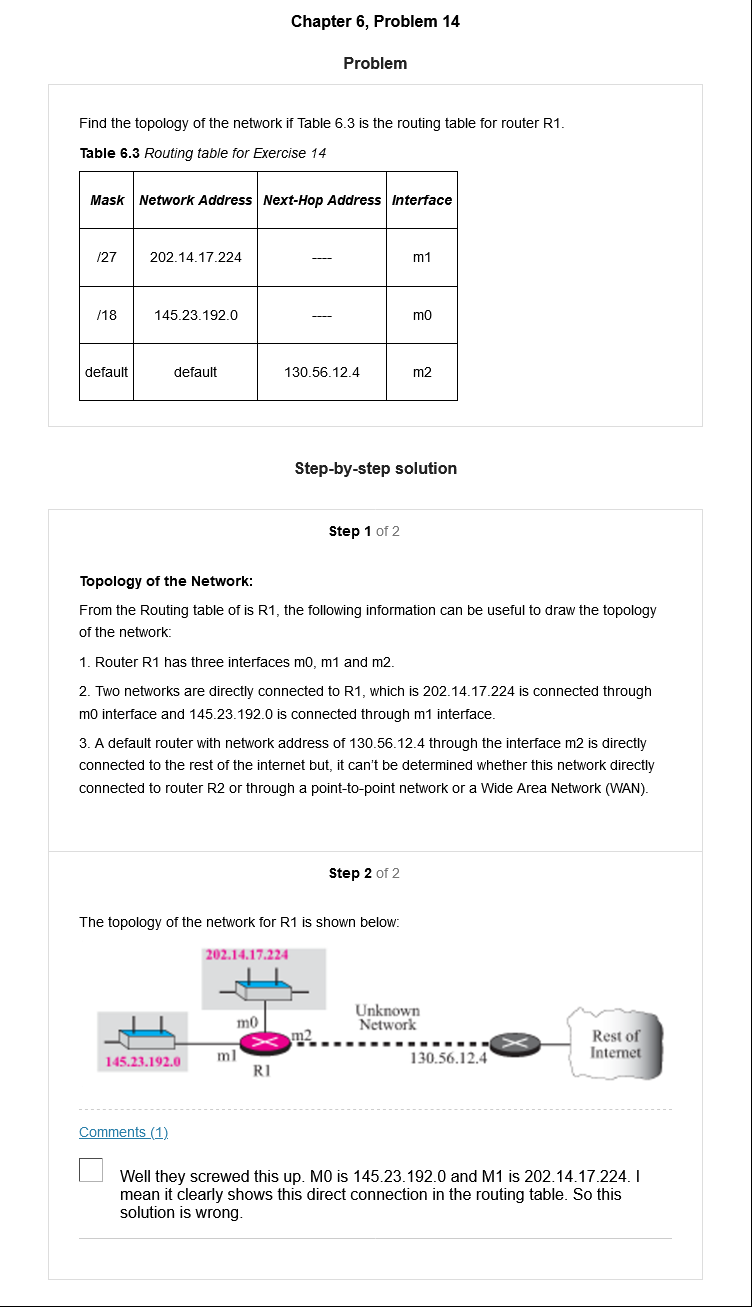 Chapter 6, Problem 14
Problem
Find the topology of the network if Table 6.3 is the routing table for router R1.
Table 6.3 Routing table for Exercise 14
Mask Network Address Next-Hop Address Interface
/27 202.14.17.224 ---- m1
/18 145.23.192.0 ---- m0
default default 130.56.12.4 m2
Step-by-step solution
Step 1 of 2
Topology of the Network:
From the Routing table of is R1, the following information can be useful to draw the topology
of the network:
1. Router R1 has three interfaces m0, m1 and m2.
2. Two networks are directly connected to R1, which is 202.14.17.224 is connected through
m0 interface and 145.23.192.0 is connected through m1 interface.
3. A default router with network address of 130.56.12.4 through the interface m2 is directly
connected to the rest of the internet but, it can't be determined whether this network directly
connected to router R2 or through a point-to-point network or a Wide Area Network (WAN).
Step 2 of 2
The topology of the network for R1 is shown below:
202.14.17.224
145.23.192.0
m0
m1
R1
m2
Unknown
Network
130.56.12.4
Rest of
Internet
Comments (1)
Well they screwed this up. M0 is 145.23.192.0 and M1 is 202.14.17.224. I
mean it clearly shows this direct connection in the routing table. So this
solution is wrong.